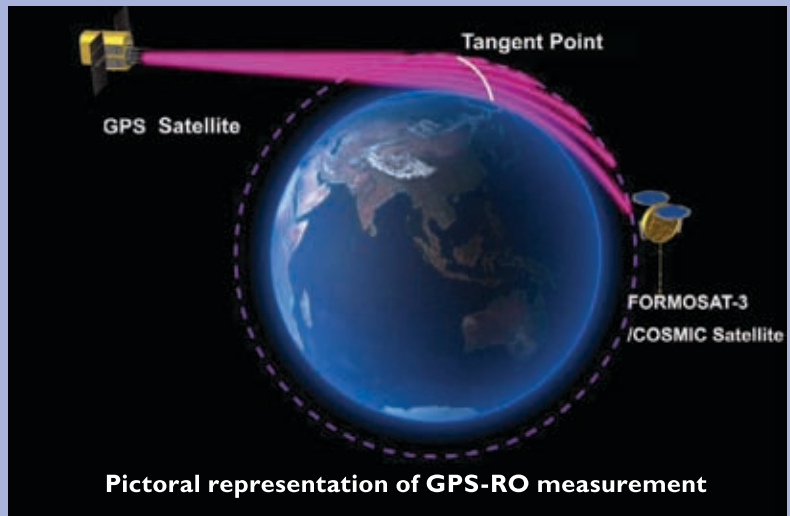 Tangent Point
GPS Satellite
FORMOSAT-3
/COSMIC Satellite
Pictoral representation of GPS-RO measurement